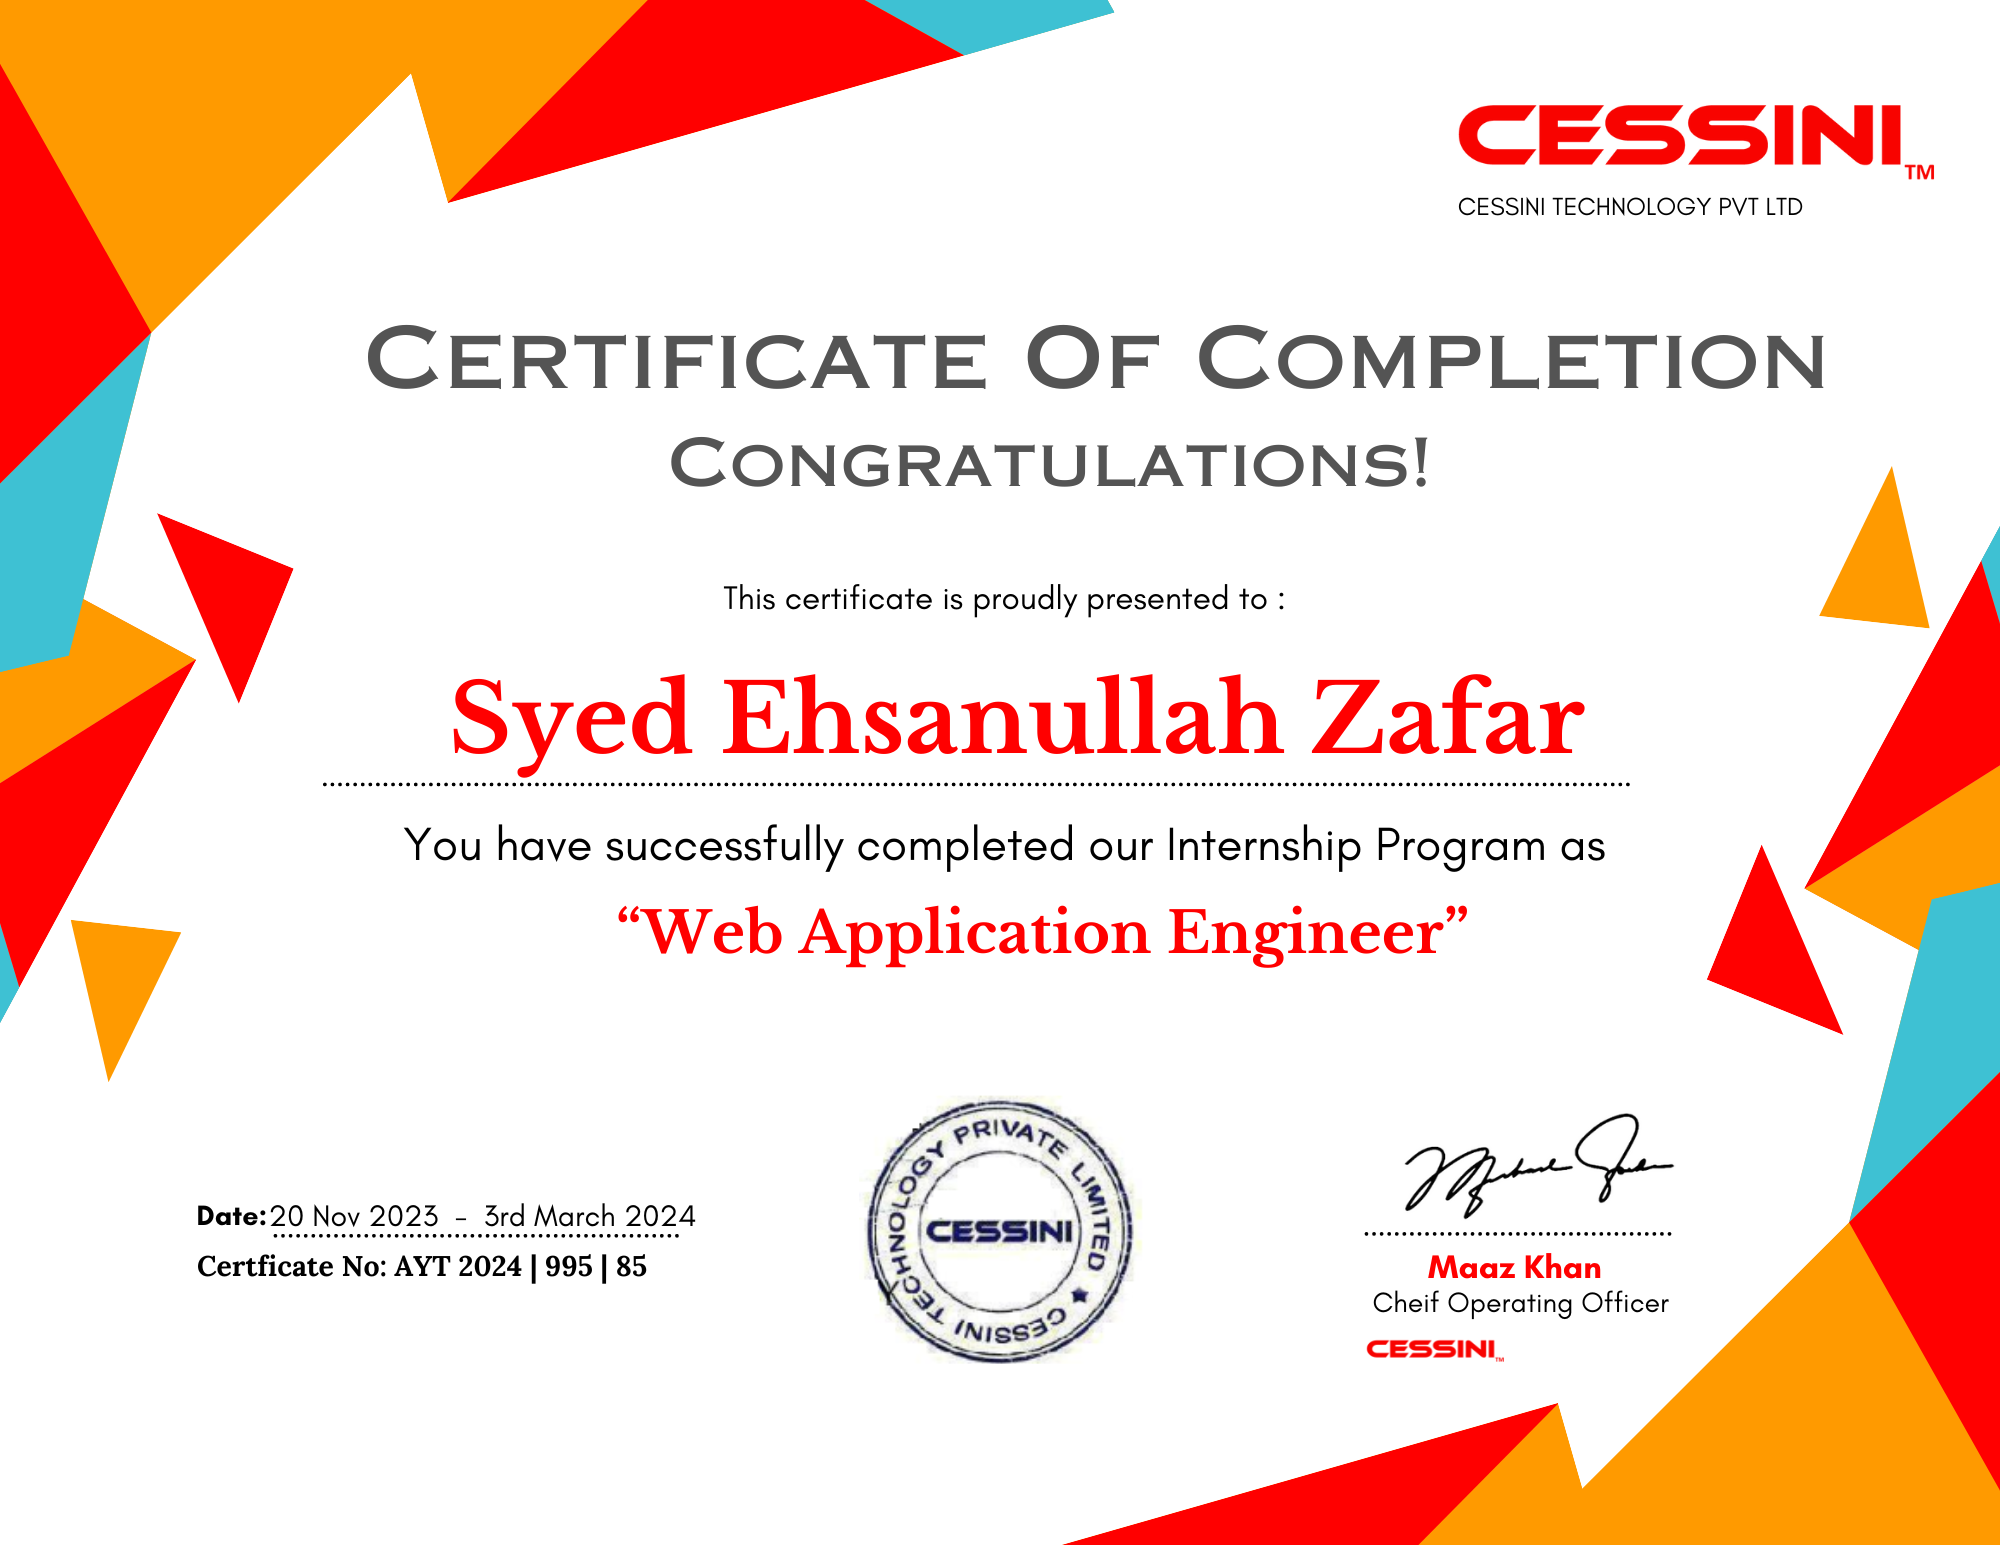 CESSINI™
CESSINI TECHNOLOGY PVT LTD
Certificate Of Completion
Congratulations!
This certificate is proudly presented to :
Syed Ehsanullah Zafar
You have successfully completed our Internship Program as
“Web Application Engineer”
Date: 20 Nov 2023 - 3rd March 2024
Certficate No: AYT 2024 | 995 | 85
CESSINI TECHNOLOGY PRIVATE LIMITED ★
CESSINI
Maaz Khan
Cheif Operating Officer
CESSINI™